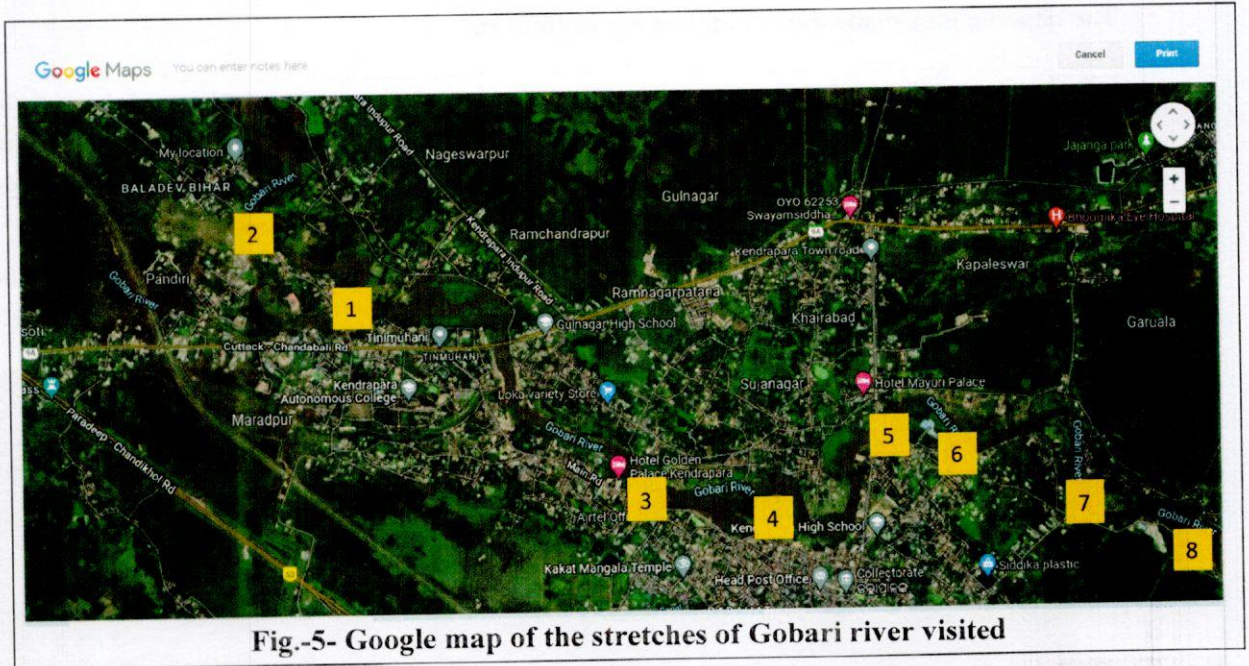 Google Maps You can enter notes here
Cancel
Print
My location
BALADEV BIHAR
Gobari River
2
Indupur Road
Nageswarpur
Gulnagar
OYO 62253
Swayamsiddha
9A
Jajanga park
Bhoomika Eye Hospital
Kendrapara Indupur Road
Ramchandrapur
Kendrapara Town road
Kapaleswar
Pandiri
Gobari River
1
Ramnagarpatana
Khairabad
Garuala
Gulnagar High School
Tinimuhani
TINIMUHANI
9A
Cuttack - Chandabali Rd
Kendrapara
Autonomous College
Loka Variety Store
Sujanagar
Hotel Mayuri Palace
Maradpur
Paradeep - Chandikhol Rd
Gobari River
Main Rd
Hotel Golden
Palace Kendrapara
5
6
Gobari River
3
Gobari River
4
7
Gobari
8
High School
Kakat Mangala Temple
Head Post Office
Collectorate
Siddika plastic
53
Fig.-5- Google map of the stretches of Gobari river visited